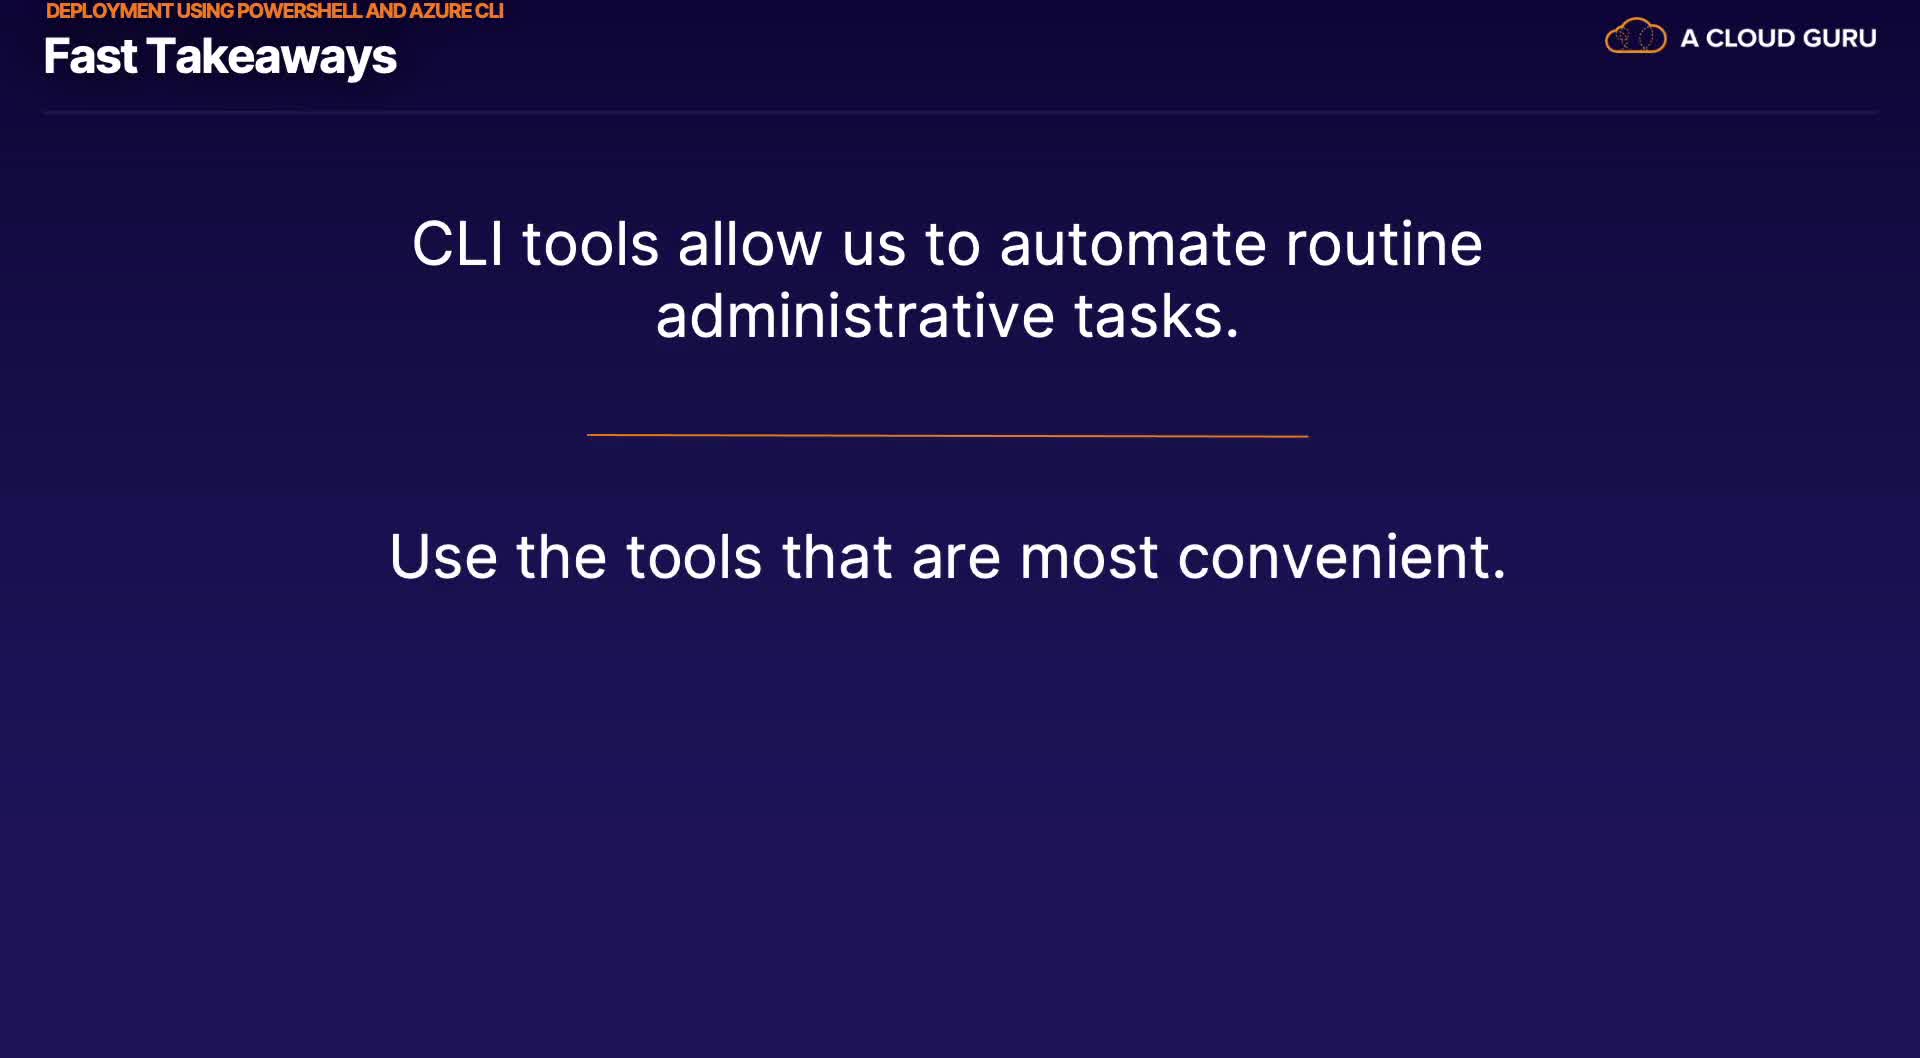 DEPLOYMENT USING POWERSHELL AND AZURE CLI
Fast Takeaways
A CLOUD GURU
CLI tools allow us to automate routine
administrative tasks.
Use the tools that are most convenient.